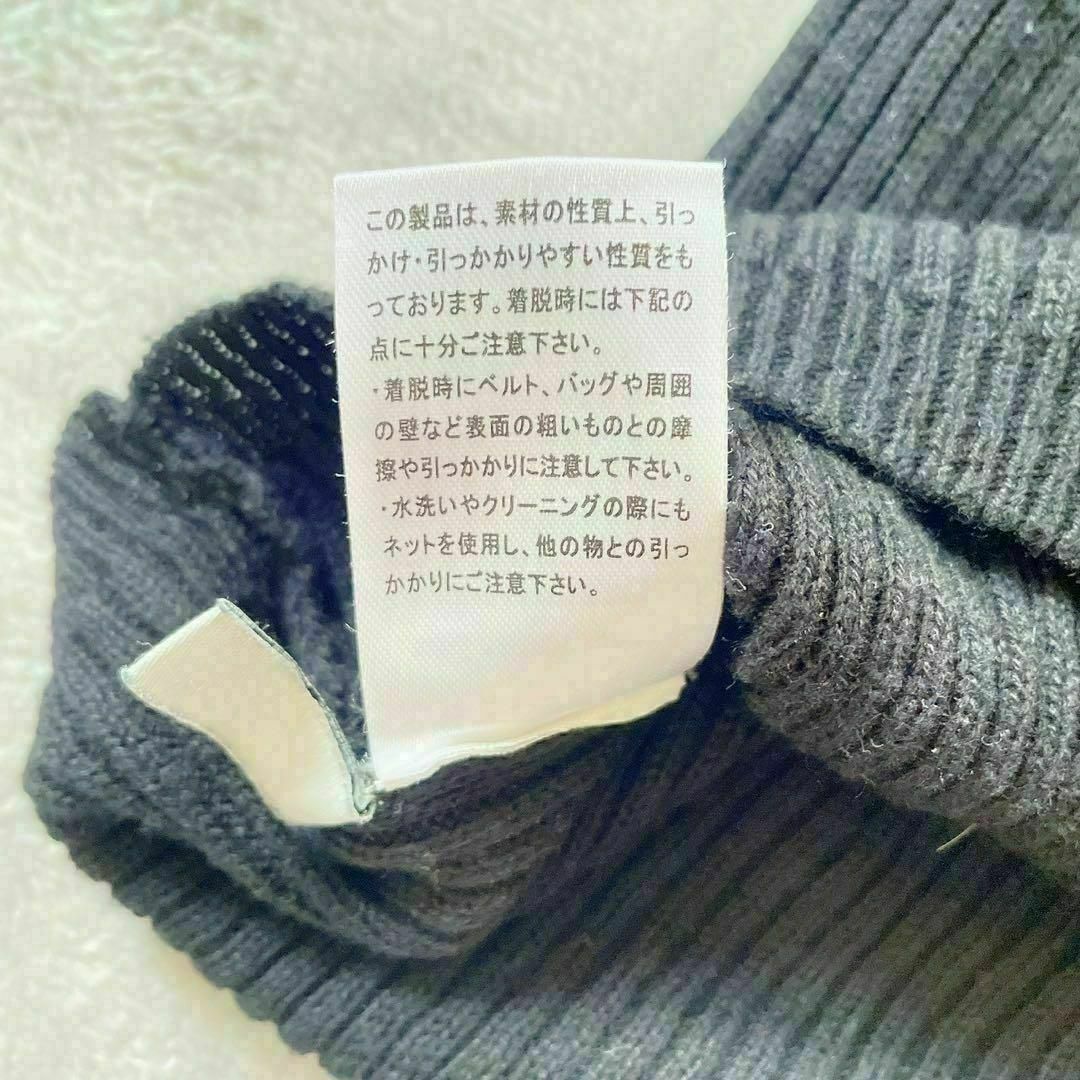 この製品は、素材の性質上、引っ
かけ・引っかかりやすい性質をも
っております。着脱時には下記の
点に十分ご注意下さい。
・着脱時にベルト、バッグや周囲
の壁など表面の粗いものとの摩
擦や引っかかりに注意して下さい。
・水洗いやクリーニングの際にも
ネットを使用し、他の物との引っ
かかりにご注意下さい。